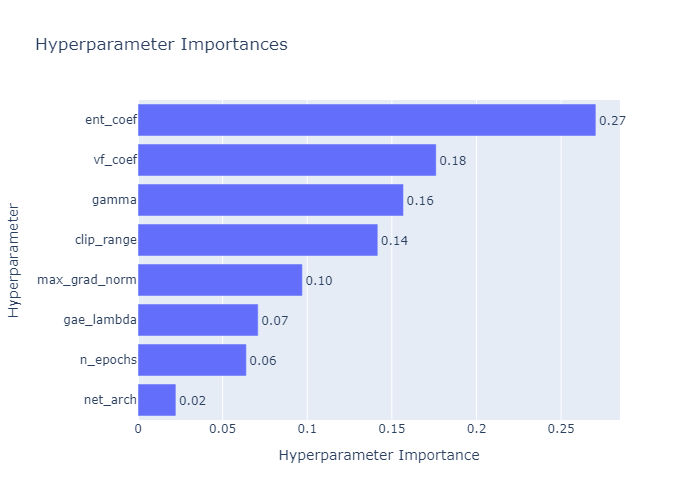 Hyperparameter Importances
Hyperparameter
ent_coef 0.27
vf_coef 0.18
gamma 0.16
clip_range 0.14
max_grad_norm 0.10
gae_lambda 0.07
n_epochs 0.06
net_arch 0.02
0 0.05 0.1 0.15 0.2 0.25
Hyperparameter Importance